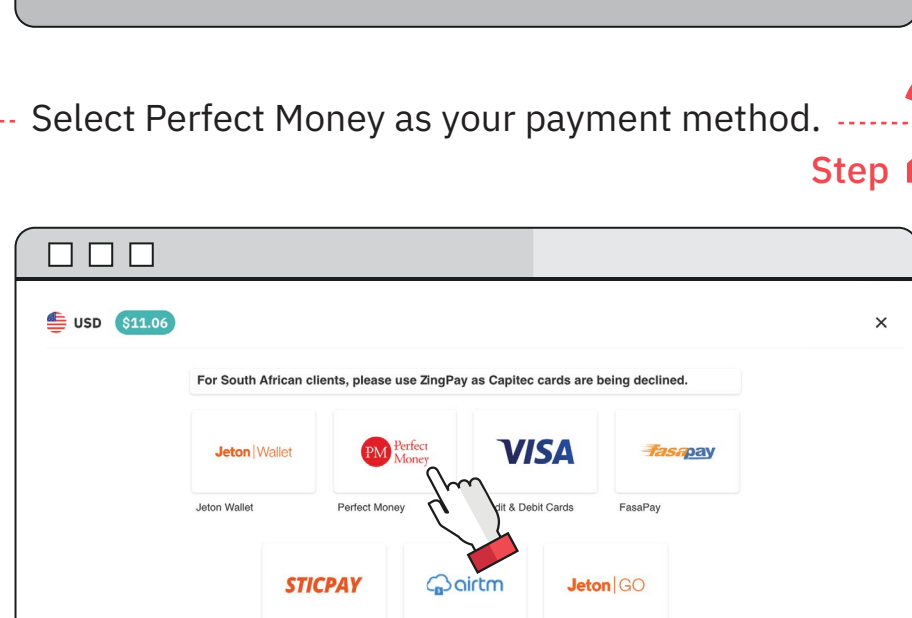 Select Perfect Money as your payment method.
Step
USD $11.06 ×
For South African clients, please use ZingPay as Capitec cards are being declined.
Jeton|Wallet PM Perfect Money VISA Fasapay
Jeton Wallet Perfect Money & Debit Cards FasaPay
STICPAY airtm Jeton|GO